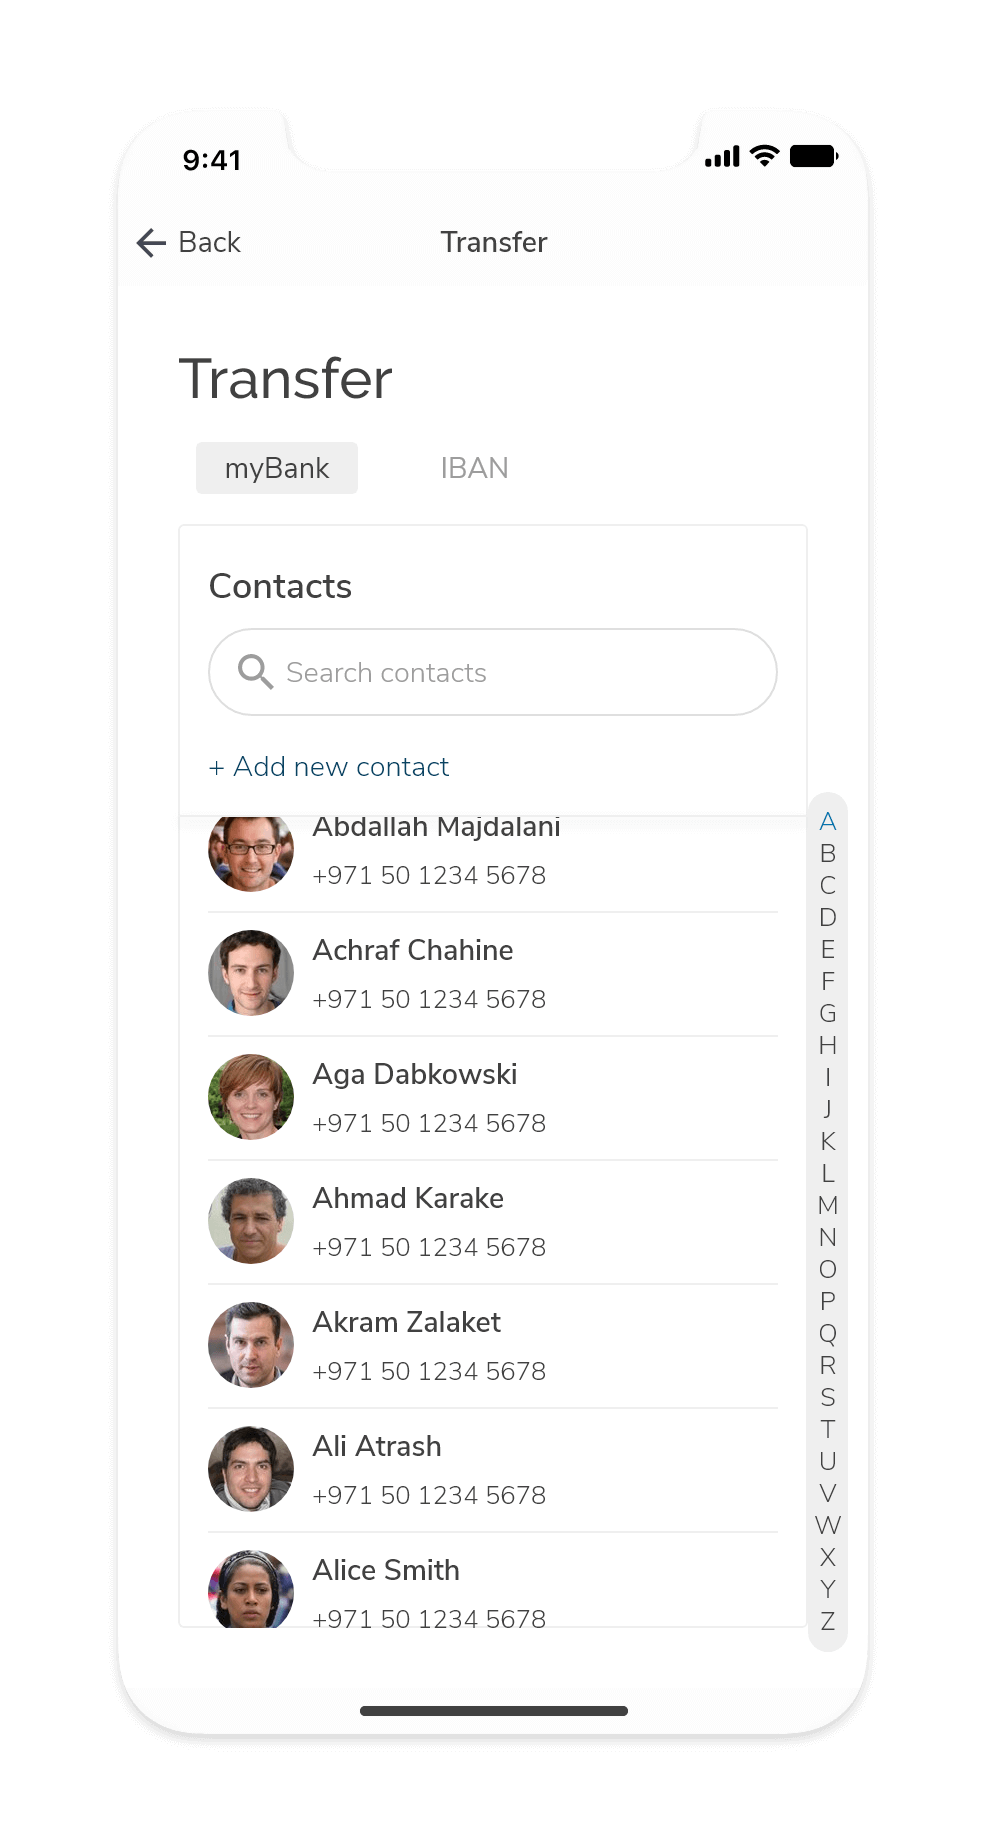 9:41
Back
Transfer
Transfer
myBank
IBAN
Contacts
Search contacts
+ Add new contact
Abdallah Majdalani
+971 50 1234 5678
Achraf Chahine
+971 50 1234 5678
Aga Dabkowski
+971 50 1234 5678
Ahmad Karake
+971 50 1234 5678
Akram Zalaket
+971 50 1234 5678
Ali Atrash
+971 50 1234 5678
Alice Smith
+971 50 1234 5678
A
B
C
D
E
F
G
H
I
J
K
L
M
N
O
P
Q
R
S
T
U
V
W
X
Y
Z